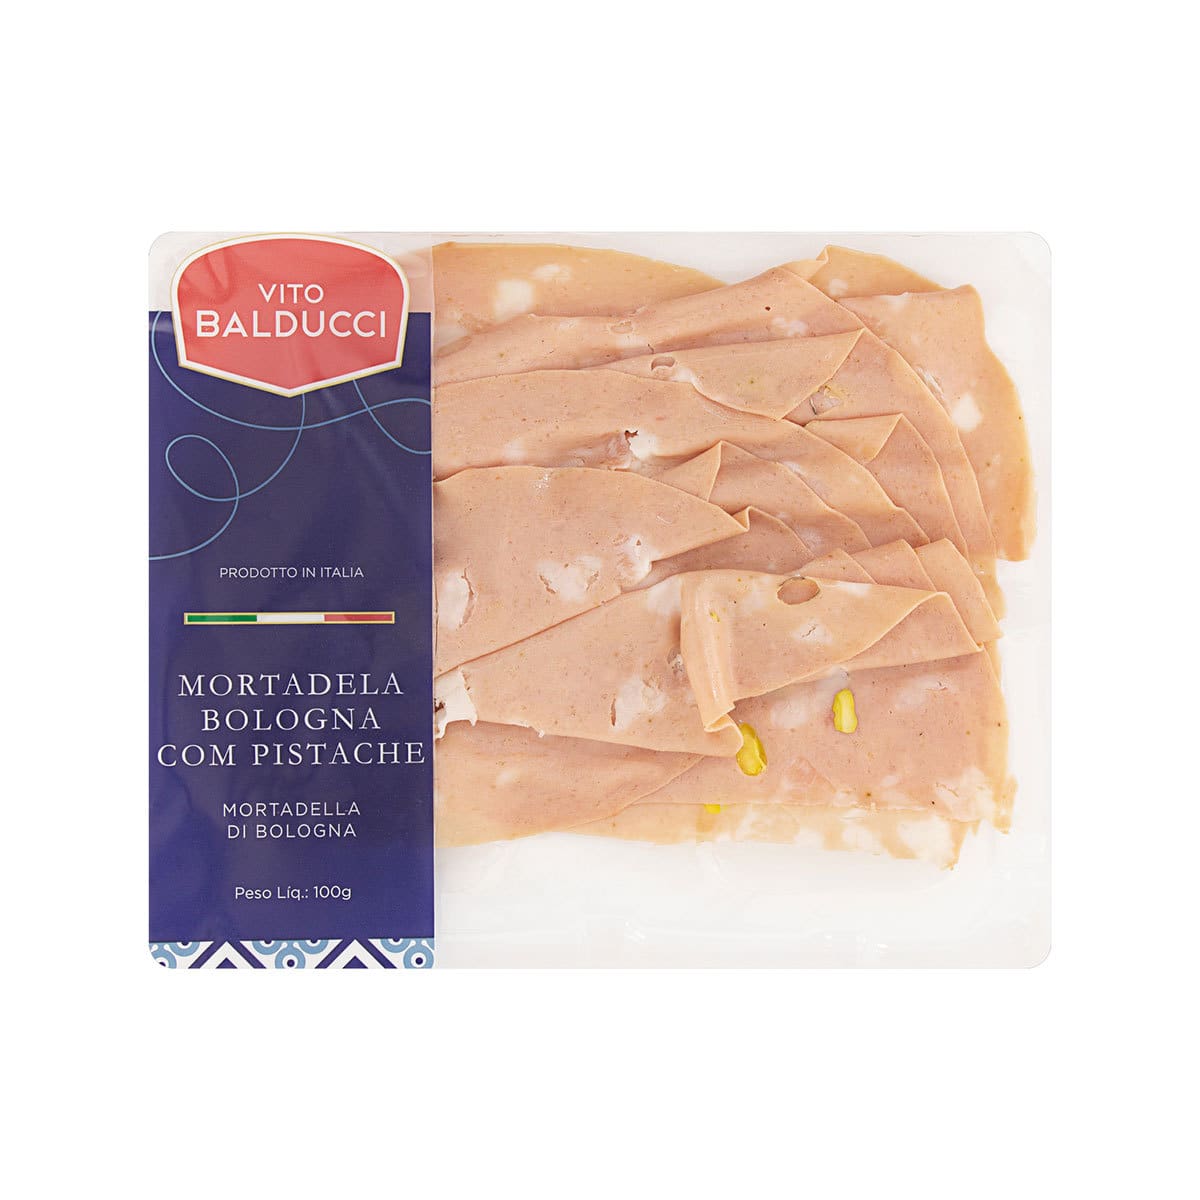 VITO
BALDUCCI
PRODOTTO IN ITALIA
MORTADELA
BOLOGNA
COM PISTACHE
MORTADELLA
DI BOLOGNA
Peso Líq.: 100g